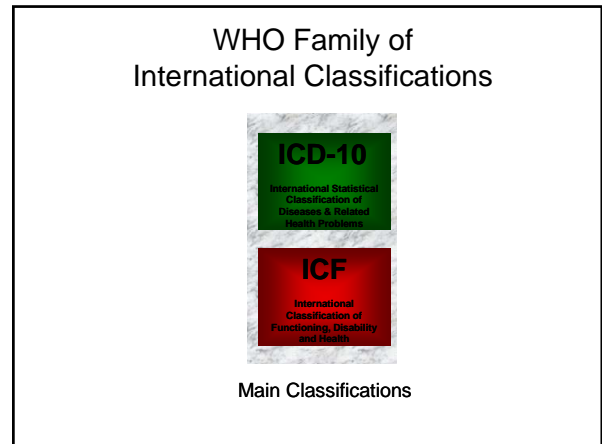 WHO Family of
International Classifications
ICD-10
International Statistical
Classification of
Diseases & Related
Health Problems
ICF
International
Classification of
Functioning, Disability
and Health
Main Classifications